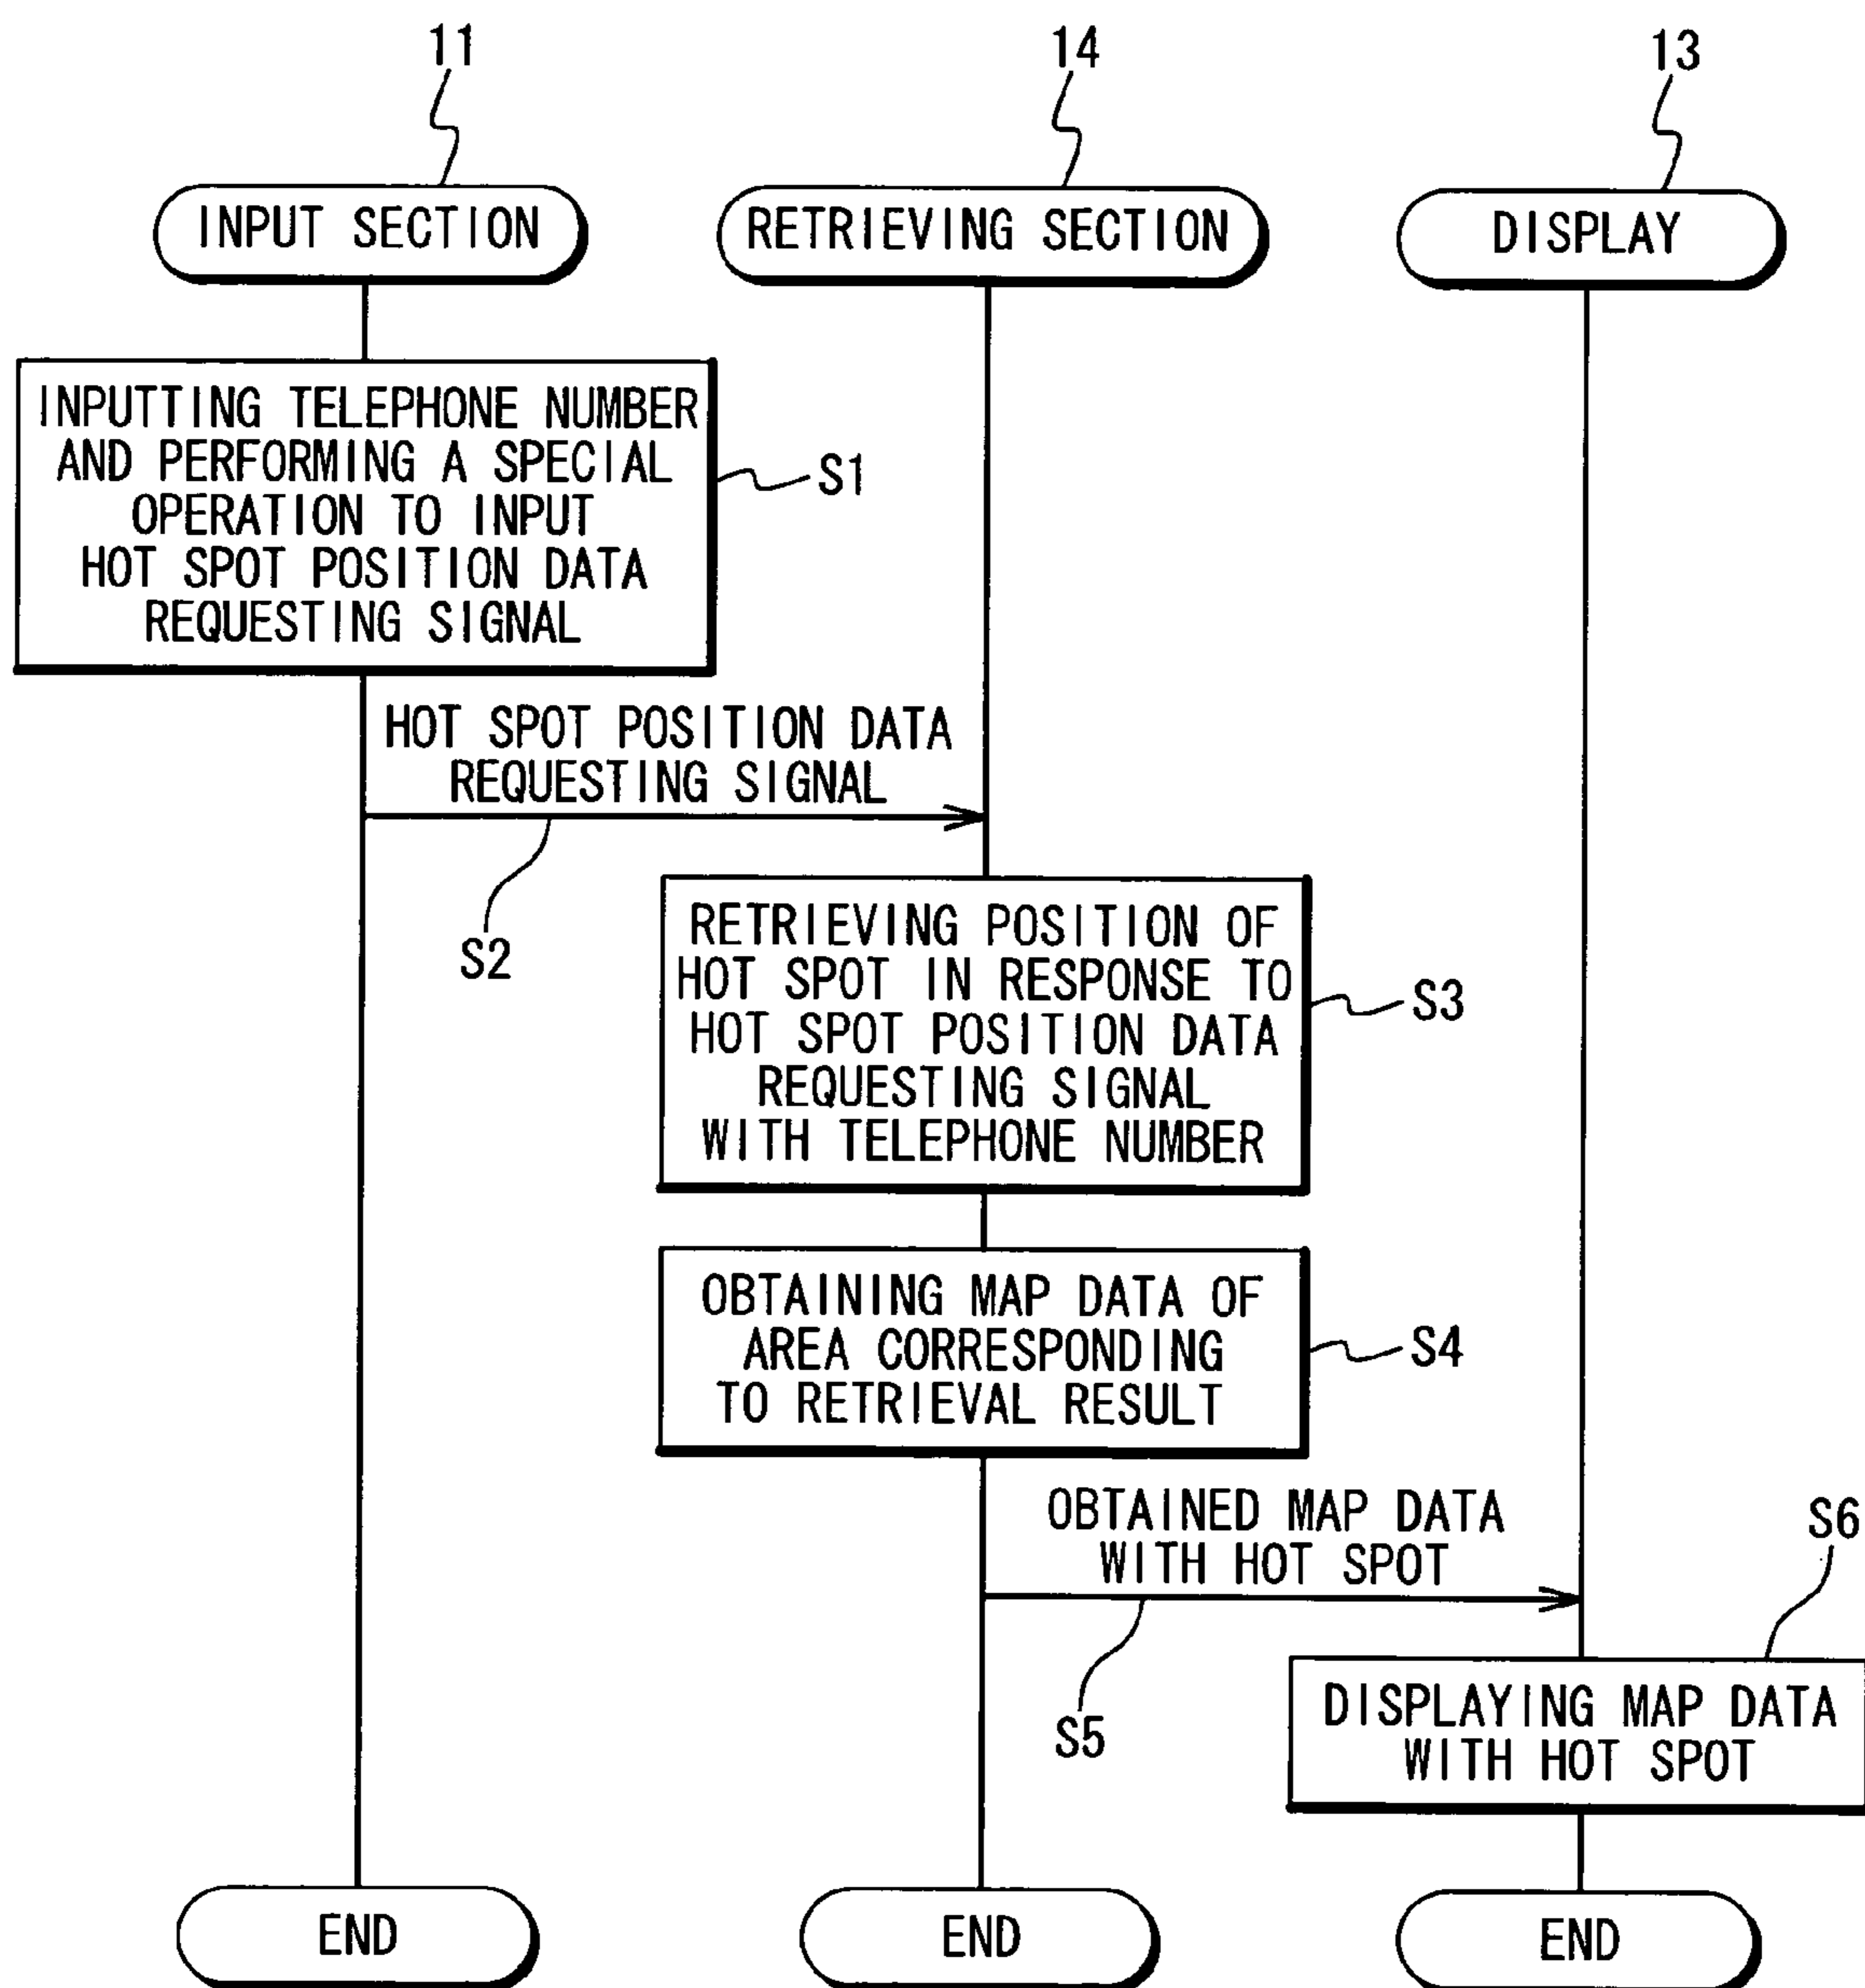 11
14
13
INPUT SECTION
RETRIEVING SECTION
DISPLAY
INPUTTING TELEPHONE NUMBER
AND PERFORMING A SPECIAL
OPERATION TO INPUT
HOT SPOT POSITION DATA
REQUESTING SIGNAL
S1
HOT SPOT POSITION DATA
REQUESTING SIGNAL
S2
RETRIEVING POSITION OF
HOT SPOT IN RESPONSE TO
HOT SPOT POSITION DATA
REQUESTING SIGNAL
WITH TELEPHONE NUMBER
S3
OBTAINING MAP DATA OF
AREA CORRESPONDING
TO RETRIEVAL RESULT
S4
OBTAINED MAP DATA
WITH HOT SPOT
S5
S6
DISPLAYING MAP DATA
WITH HOT SPOT
END
END
END